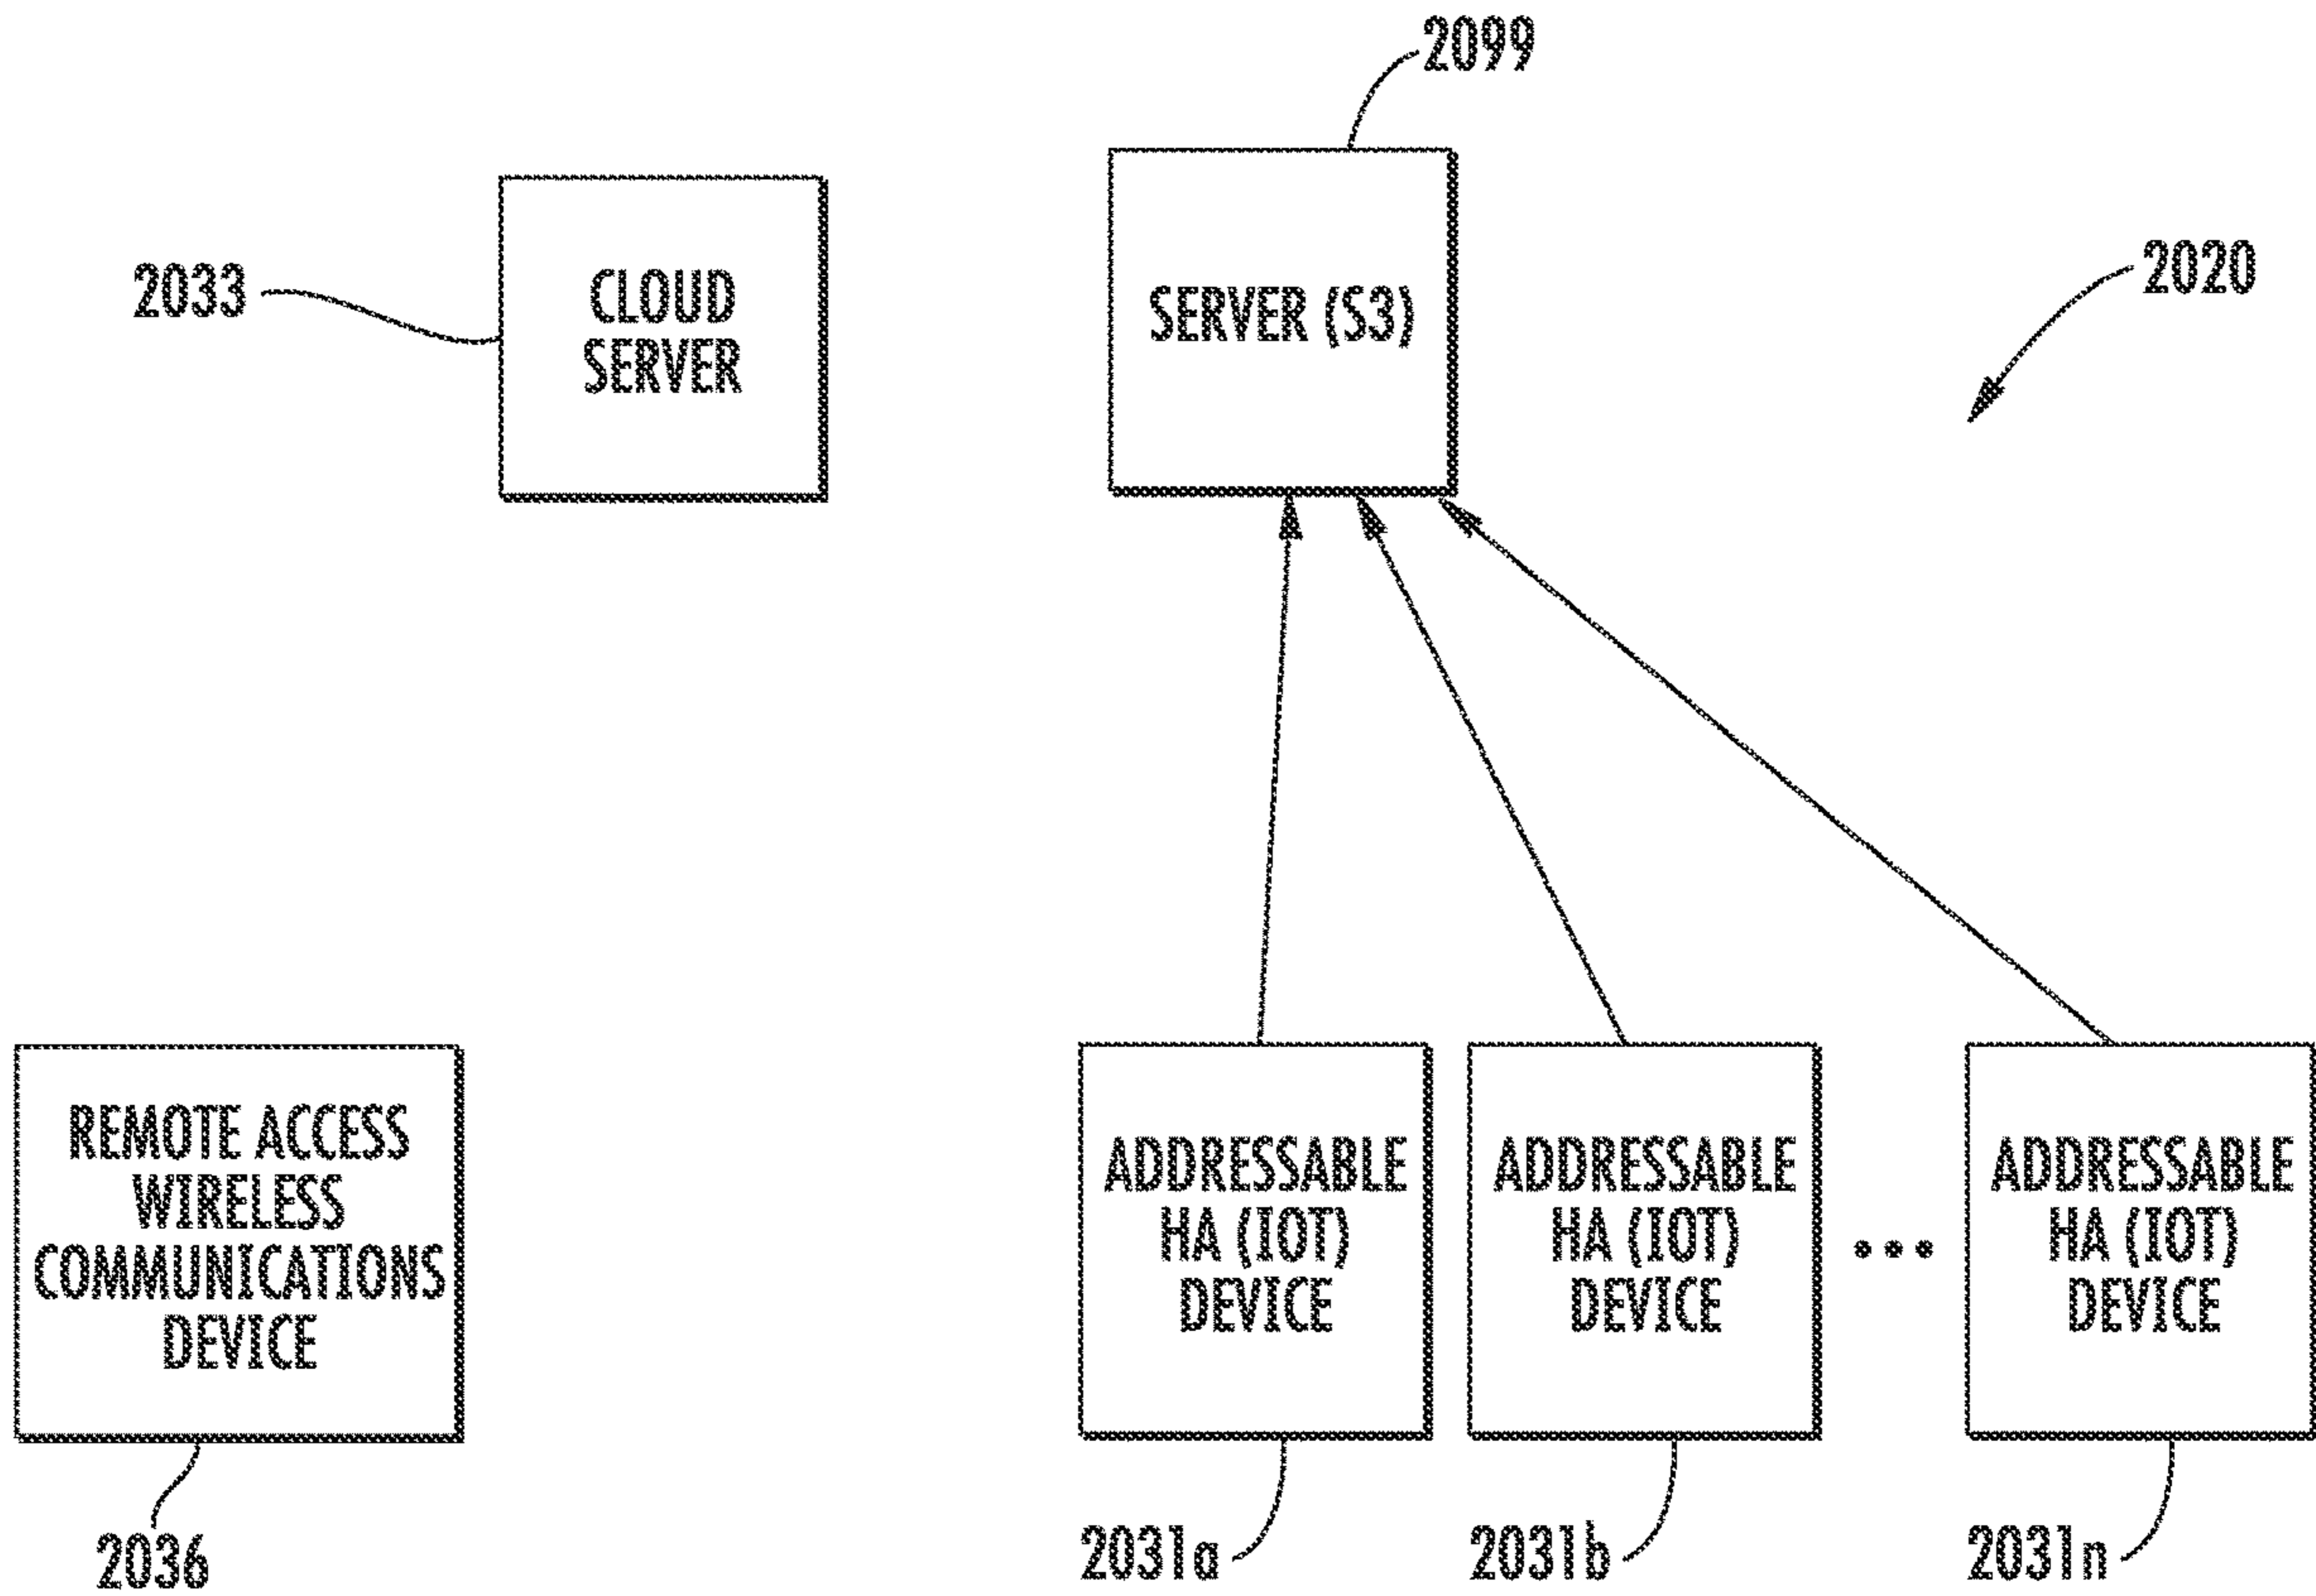 2099
2033
CLOUD
SERVER
SERVER (S3)
2020
REMOTE ACCESS
WIRELESS
COMMUNICATIONS
DEVICE
ADDRESSABLE
HA (IOT)
DEVICE
ADDRESSABLE
HA (IOT)
DEVICE
•••
ADDRESSABLE
HA (IOT)
DEVICE
2036
2031a
2031b
2031n